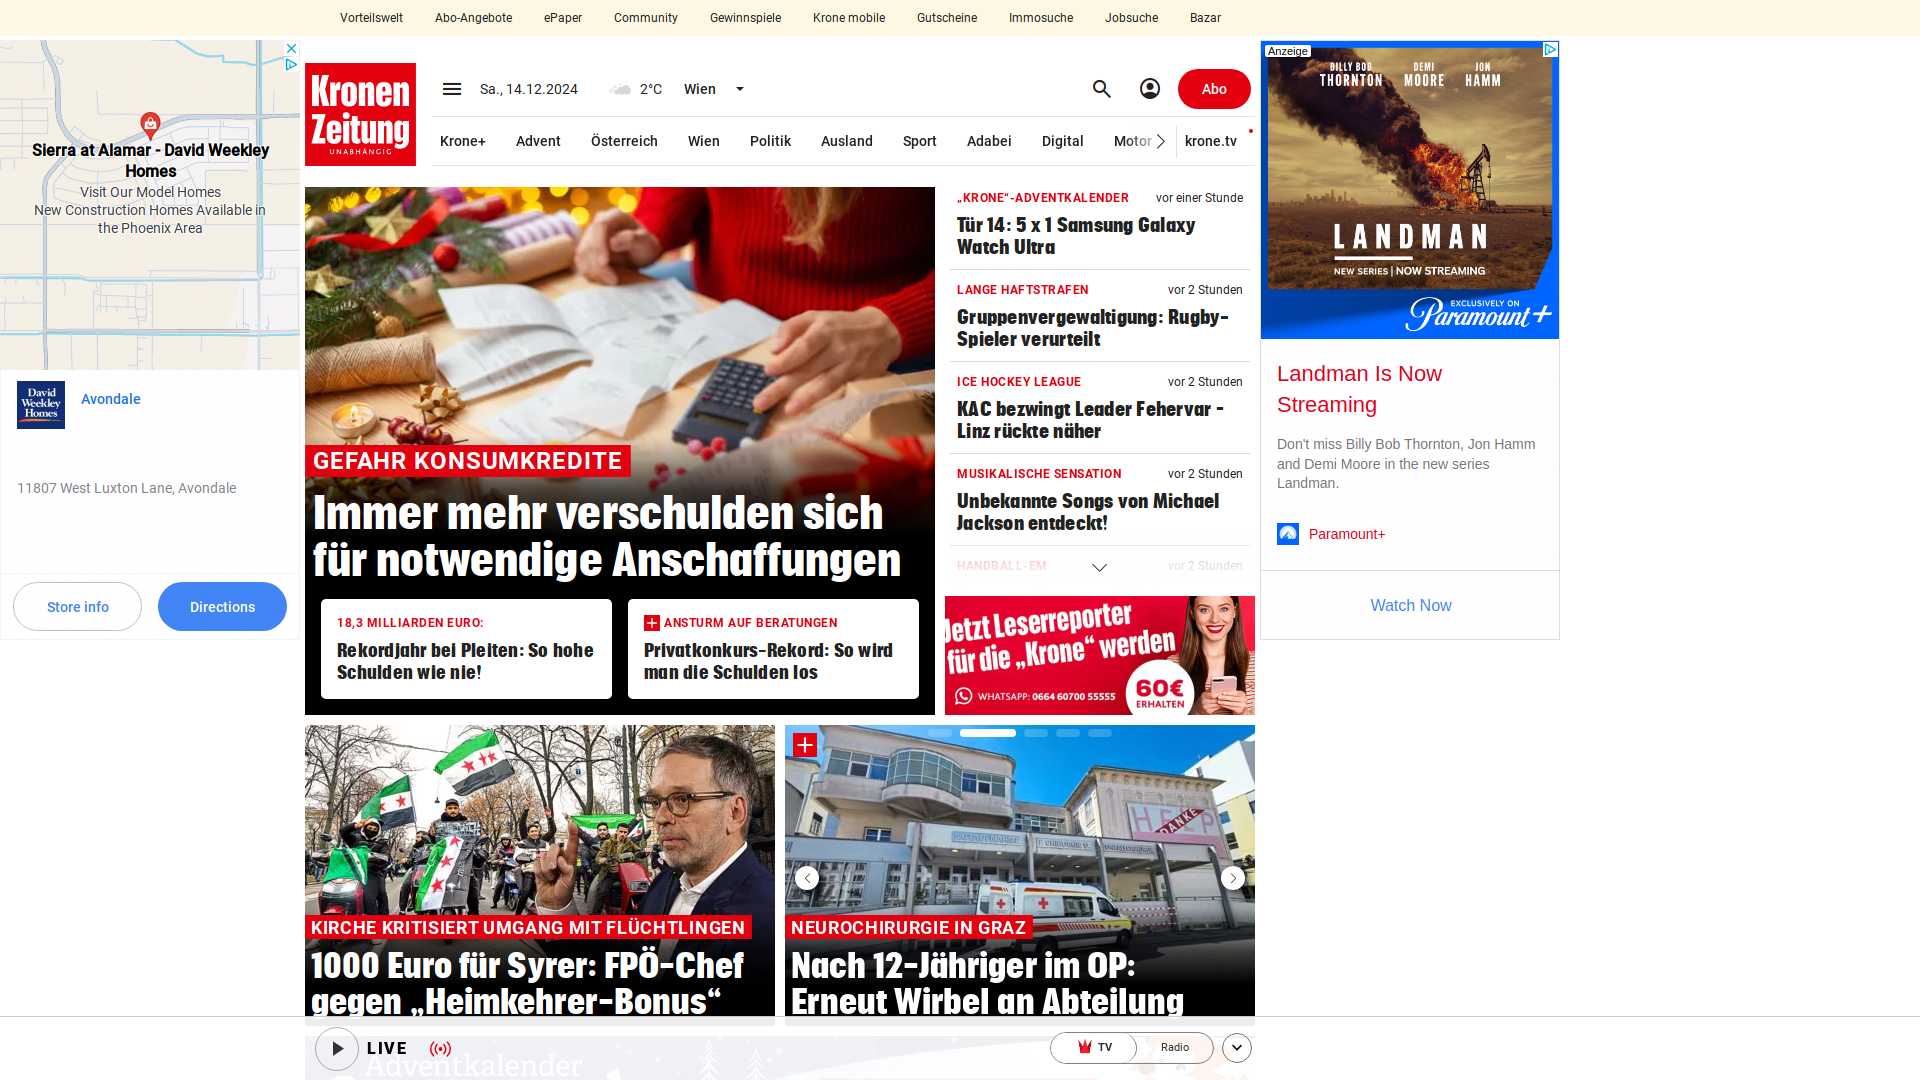 Vorteilswelt Abo-Angebote ePaper Community Gewinnspiele Krone mobile Gutscheine Immosuche Jobsuche Bazar
Sierra at Alamar - David Weekley
Homes
Visit Our Model Homes
New Construction Homes Available in
the Phoenix Area
David
Weekley
Homes
Avondale
11807 West Luxton Lane, Avondale
Store info
Directions
Kronen
Zeitung
UNABHÄNGIG
Sa., 14.12.2024
2°C
Wien
Abo
Krone+ Advent Österreich Wien Politik Ausland Sport Adabei Digital Motor krone.tv
GEFAHR KONSUMKREDITE
Immer mehr verschulden sich
für notwendige Anschaffungen
18,3 MILLIARDEN EURO:
Rekordjahr bei Pleiten: So hohe
Schulden wie nie!
ANSTURM AUF BERATUNGEN
Privatkonkurs-Rekord: So wird
man die Schulden los
„KRONE“-ADVENTKALENDER vor einer Stunde
Tür 14: 5 x 1 Samsung Galaxy
Watch Ultra
LANGE HAFTSTRAFEN vor 2 Stunden
Gruppenvergewaltigung: Rugby-
Spieler verurteilt
ICE HOCKEY LEAGUE vor 2 Stunden
KAC bezwingt Leader Fehervar -
Linz rückte näher
MUSIKALISCHE SENSATION vor 2 Stunden
Unbekannte Songs von Michael
Jackson entdeckt!
HANDBALL-EM vor 2 Stunden
Jetzt Leserreporter
für die „Krone“ werden
WHATSAPP: 0664 60700 55555
60€
ERHALTEN
KIRCHE KRITISIERT UMGANG MIT FLÜCHTLINGEN
1000 Euro für Syrer: FPÖ-Chef
gegen „Heimkehrer-Bonus“
HELP
DANKE
NEUROCHIRURGIE IN GRAZ
Nach 12-Jähriger im OP:
Erneut Wirbel an Abteilung
Anzeige
BILLY BOB
THORNTON
DEMI
MOORE
JON
HAMM
LANDMAN
NEW SERIES | NOW STREAMING
EXCLUSIVELY ON
Paramount+
Landman Is Now
Streaming
Don't miss Billy Bob Thornton, Jon Hamm
and Demi Moore in the new series
Landman.
Paramount+
Watch Now
Adventkalender
LIVE
TV
Radio